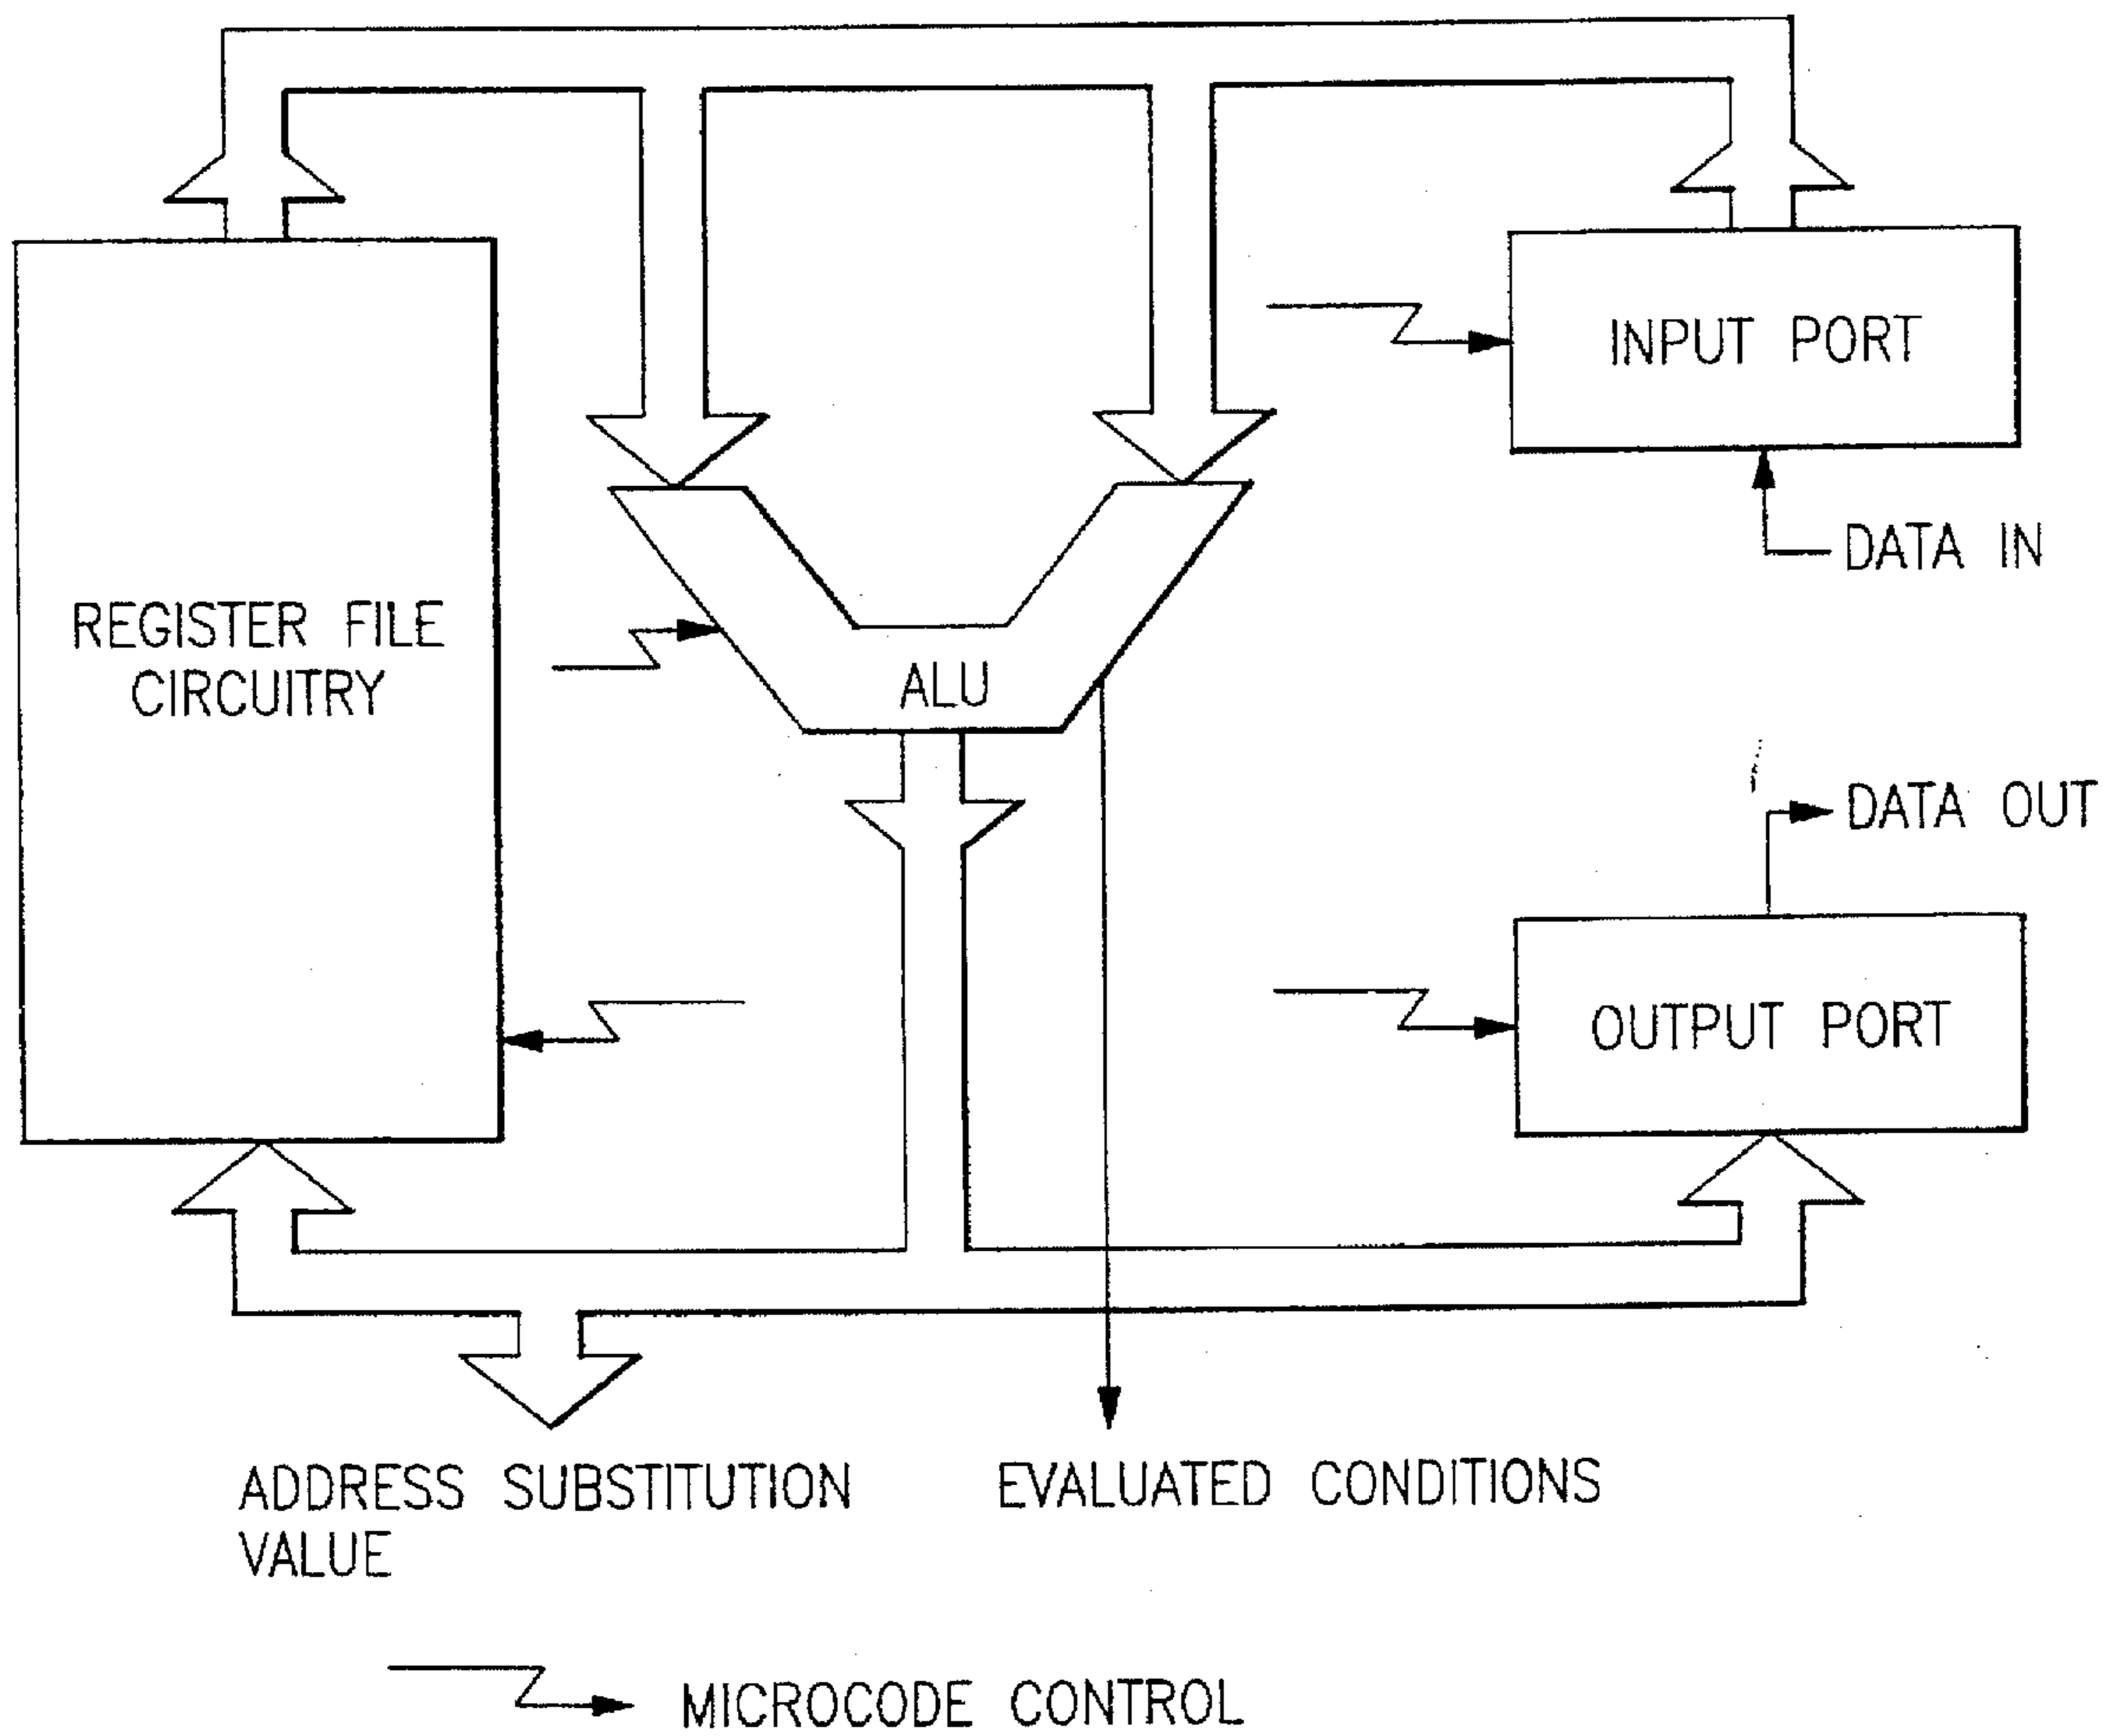 INPUT PORT
DATA IN
REGISTER FILE
CIRCUITRY
ALU
DATA OUT
OUTPUT PORT
ADDRESS SUBSTITUTION
VALUE
EVALUATED CONDITIONS
MICROCODE CONTROL